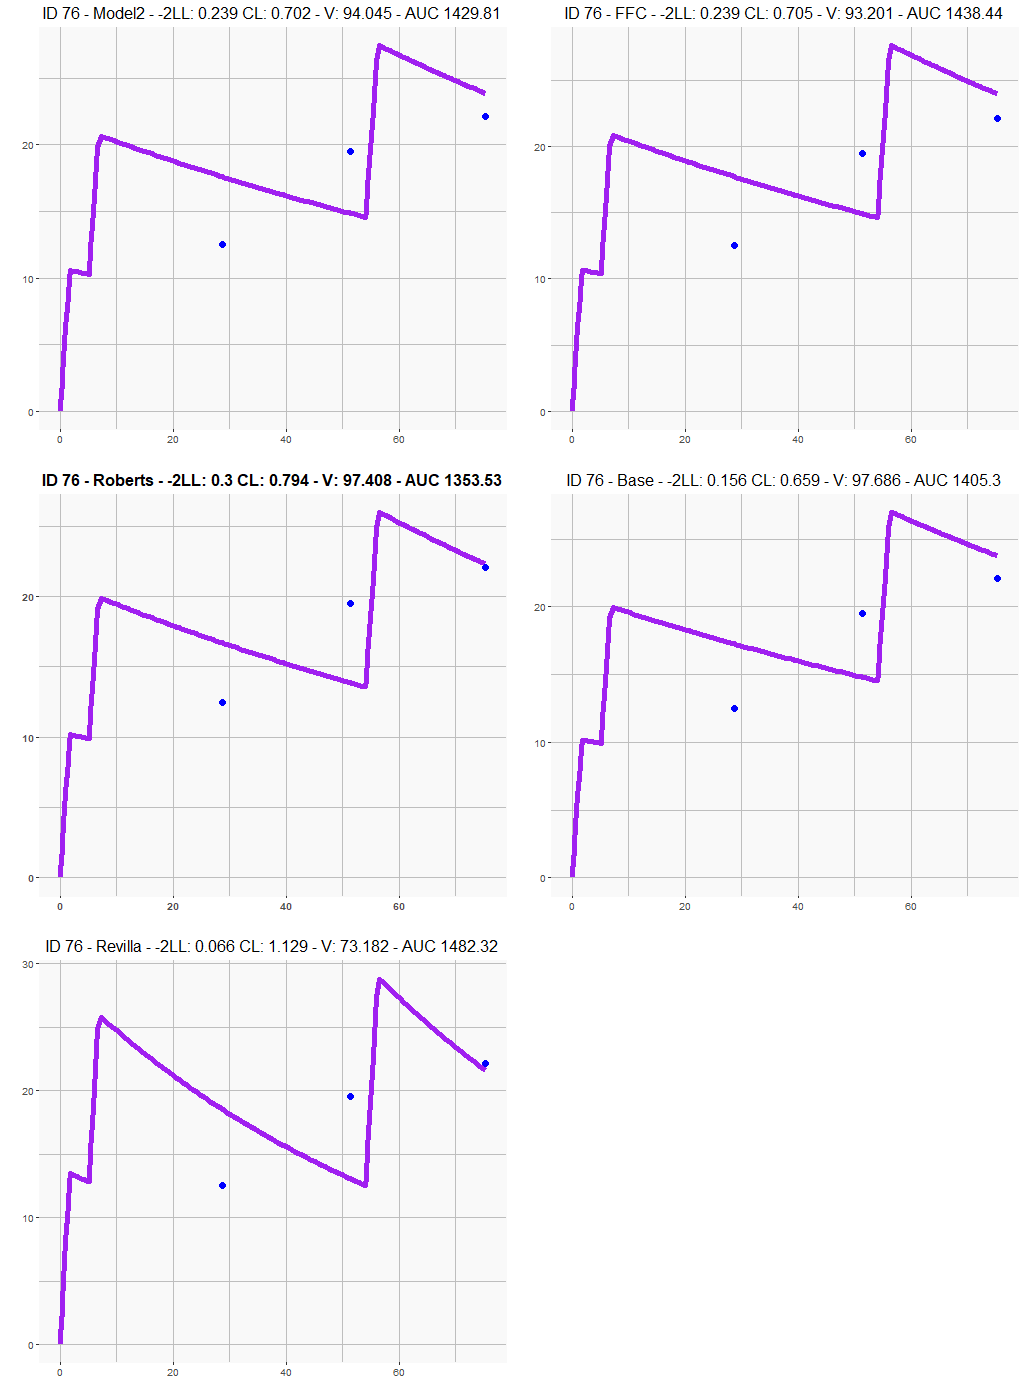 ID 76 - Model2 - -2LL: 0.239 CL: 0.702 - V: 94.045 - AUC 1429.81
20
10
0
0 20 40 60
ID 76 - FFC - -2LL: 0.239 CL: 0.705 - V: 93.201 - AUC 1438.44
20
10
0
0 20 40 60
ID 76 - Roberts - -2LL: 0.3 CL: 0.794 - V: 97.408 - AUC 1353.53
20
10
0
0 20 40 60
ID 76 - Base - -2LL: 0.156 CL: 0.659 - V: 97.686 - AUC 1405.3
20
10
0
0 20 40 60
ID 76 - Revilla - -2LL: 0.066 CL: 1.129 - V: 73.182 - AUC 1482.32
30
20
10
0
0 20 40 60